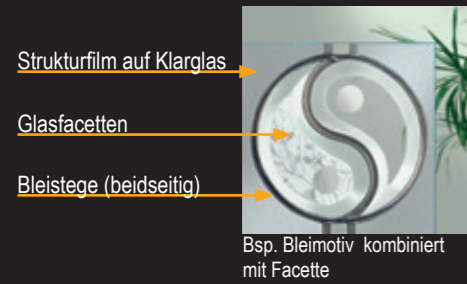 Strukturfilm auf Klarglas
Glasfacetten
Bleistege (beidseitig)
Bsp. Bleimotiv kombiniert
mit Facette